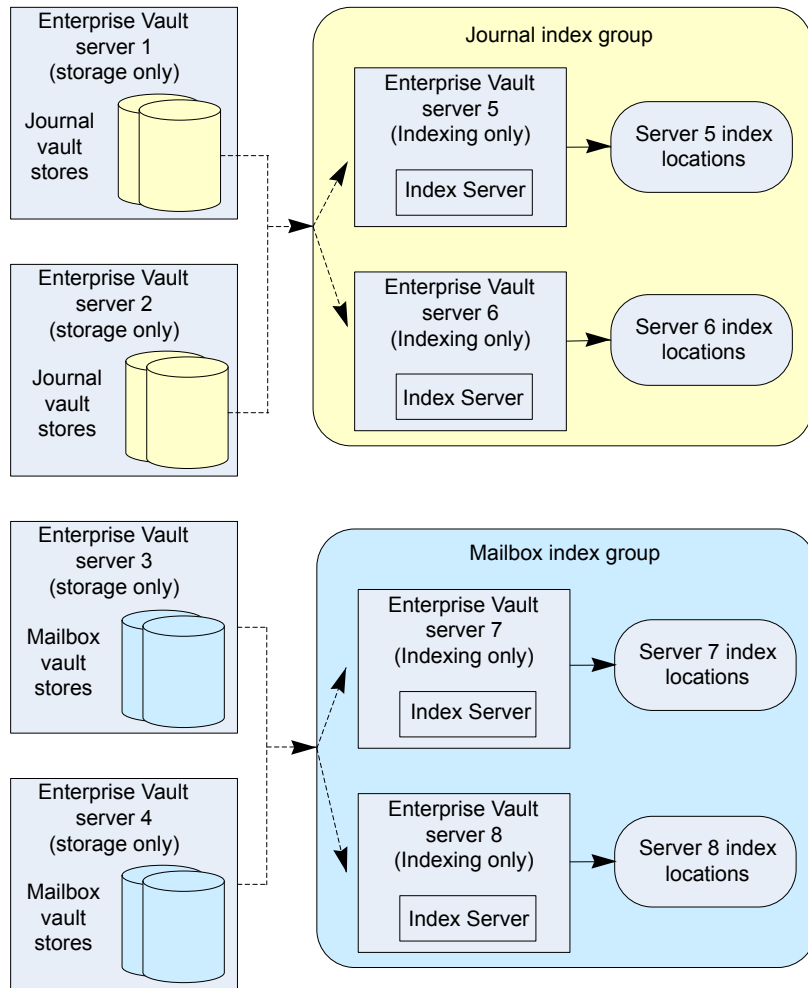 Enterprise Vault
server 1
(storage only)
Journal
vault
stores
Enterprise Vault
server 2
(storage only)
Journal
vault
stores
Journal index group
Enterprise Vault
server 5
(Indexing only)
Index Server
Server 5 index
locations
Enterprise Vault
server 6
(Indexing only)
Index Server
Server 6 index
locations
Enterprise Vault
server 3
(storage only)
Mailbox
vault
stores
Enterprise Vault
server 4
(storage only)
Mailbox
vault
stores
Mailbox index group
Enterprise Vault
server 7
(Indexing only)
Index Server
Server 7 index
locations
Enterprise Vault
server 8
(Indexing only)
Index Server
Server 8 index
locations